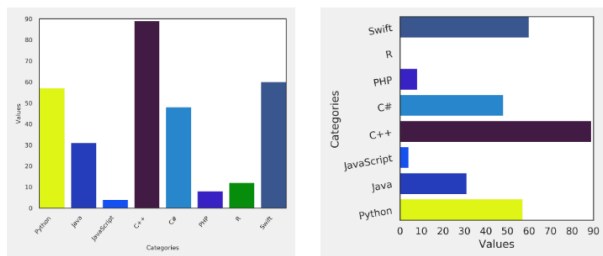 90
80
70
60
50
40
30
20
10
0
Values
Python
Java
JavaScript
C++
C#
PHP
R
Swift
Categories
Swift
R
PHP
C#
C++
JavaScript
Java
Python
Categories
0 10 20 30 40 50 60 70 80 90
Values